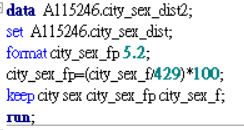 data A115246.city_sex_dist2;
set A115246.city_sex_dist;
format city_sex_fp 5.2;
city_sex_fp=(city_sex_f/429)*100;
keep city sex city_sex_fp city_sex_f;
run;